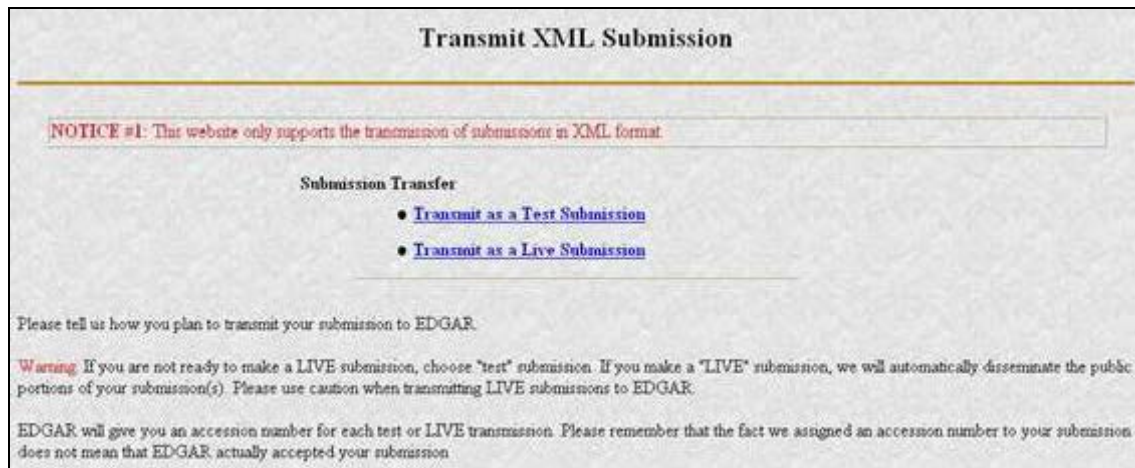 Transmit XML Submission
NOTICE #1: This website only supports the transmission of submissions in XML format
Submission Transfer
• Transmit as a Test Submission
• Transmit as a Live Submission
Please tell us how you plan to transmit your submission to EDGAR.
Warning. If you are not ready to make a LIVE submission, choose "test" submission. If you make a "LIVE" submission, we will automatically disseminate the public
portions of your submission(s). Please use caution when transmitting LIVE submissions to EDGAR.
EDGAR will give you an accession number for each test or LIVE transmission. Please remember that the fact we assigned an accession number to your submission
does not mean that EDGAR actually accepted your submission